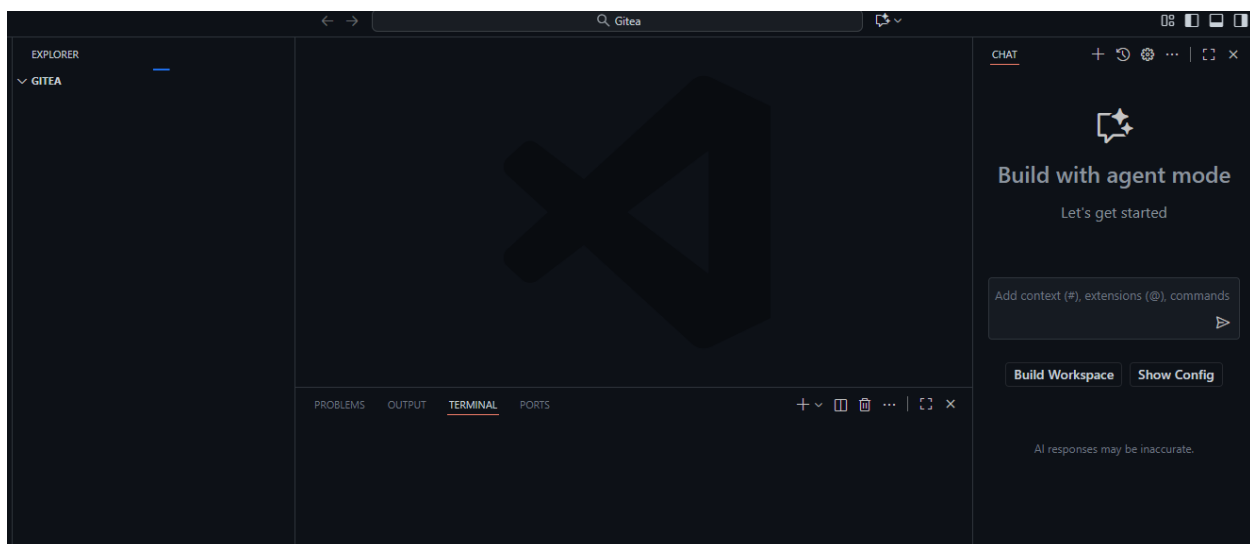 Gitea
EXPLORER
GITEA
PROBLEMS OUTPUT TERMINAL PORTS
CHAT
Build with agent mode
Let's get started
Add context (#), extensions (@), commands
Build Workspace Show Config
AI responses may be inaccurate.